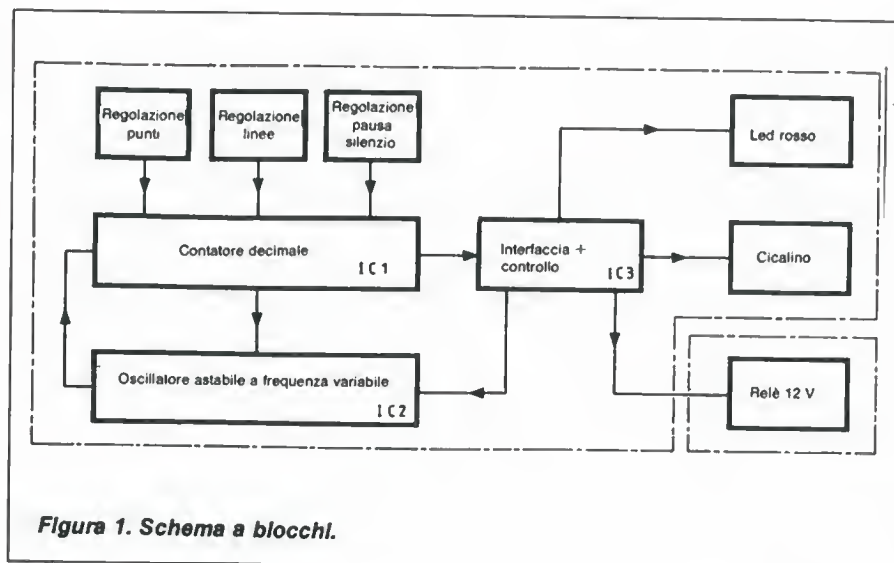 Regolazione
punti
Regolazione
linee
Regolazione
pausa
silenzio
Led rosso
Contatore decimale
IC1
Interfaccia +
controllo
IC3
Cicalino
Oscillatore astabile a frequenza variabile
IC2
Relè 12 V
Figura 1. Schema a blocchi.